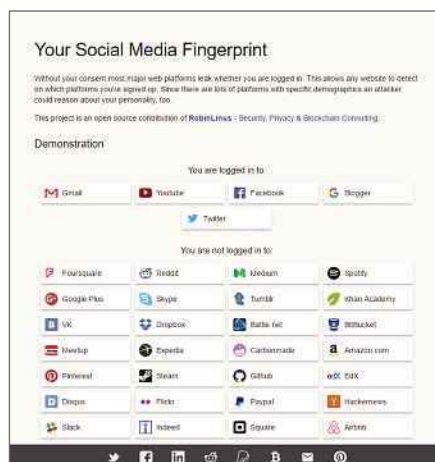 Your Social Media Fingerprint
Without your consent most major web platforms leak whether you are logged in. This allows any website to detect
on which platforms you're signed up. Since there are lots of platforms with specific demographics an attacker
could reason about your personality, too.
This project is an open source contribution of RobinLinus - Security, Privacy & Blockchain Consulting.
Demonstration
You are logged in to
Gmail Youtube Facebook Blogger
Twitter
You are not logged in to:
Foursquare Reddit Medium Spotify
Google Plus Skype Tumblr Khan Academy
VK Dropbox Battle.net BitBucket
Meetup Expedia Carbonmade Amazon.com
Pinterest Steam Github EdX
Disqus Flickr Paypal Hackernews
Slack Indeed Square Airbnb